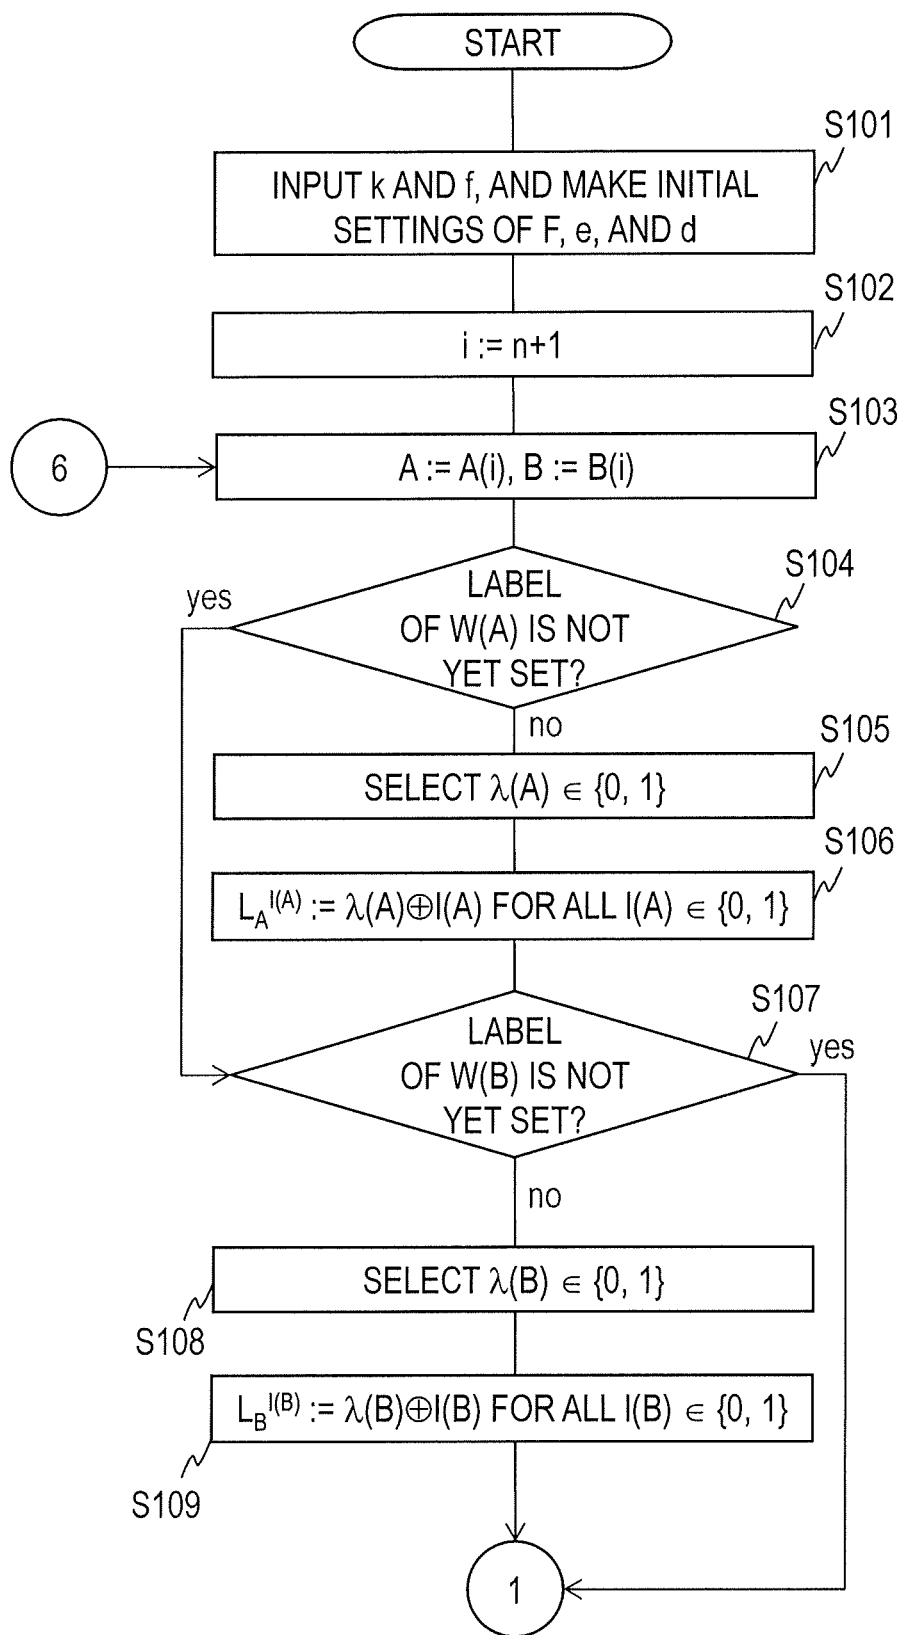 START
S101
INPUT k AND f, AND MAKE INITIAL
SETTINGS OF F, e, AND d
S102
i := n+1
S103
6
A := A(i), B := B(i)
S104
yes
LABEL
OF W(A) IS NOT
YET SET?
no
S105
SELECT λ(A) ∈ {0, 1}
S106
L_A^I(A) := λ(A)⊕I(A) FOR ALL I(A) ∈ {0, 1}
S107
LABEL
OF W(B) IS NOT
YET SET?
yes
no
SELECT λ(B) ∈ {0, 1}
S108
L_B^I(B) := λ(B)⊕I(B) FOR ALL I(B) ∈ {0, 1}
S109
1